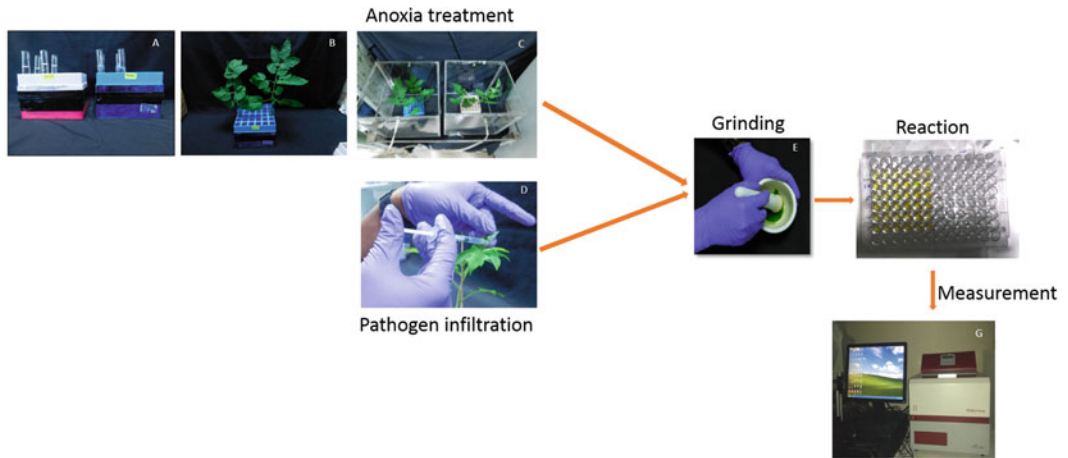 Anoxia treatment
A
B
C
D
Pathogen infiltration
Grinding
E
Reaction
Measurement
G